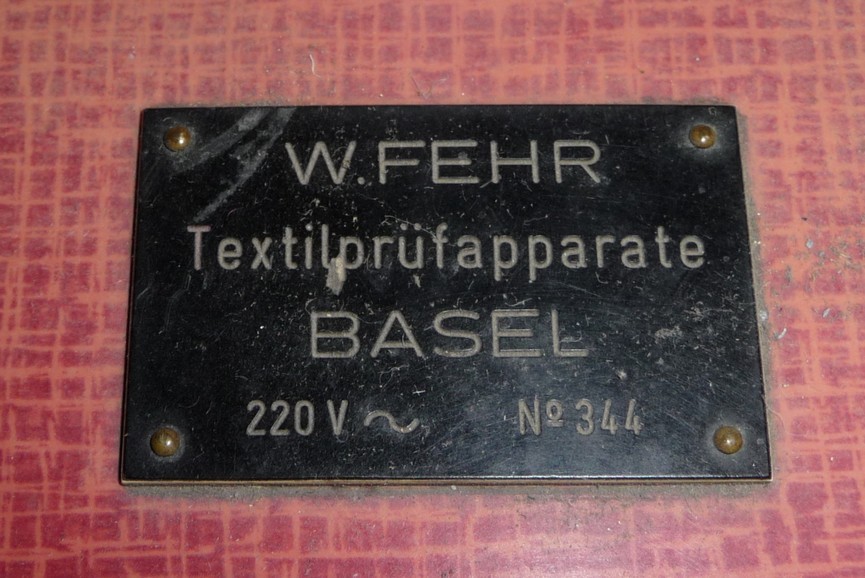 W. FEHR
Textilprüfapparate
BASEL
220 V ~ Nº 344